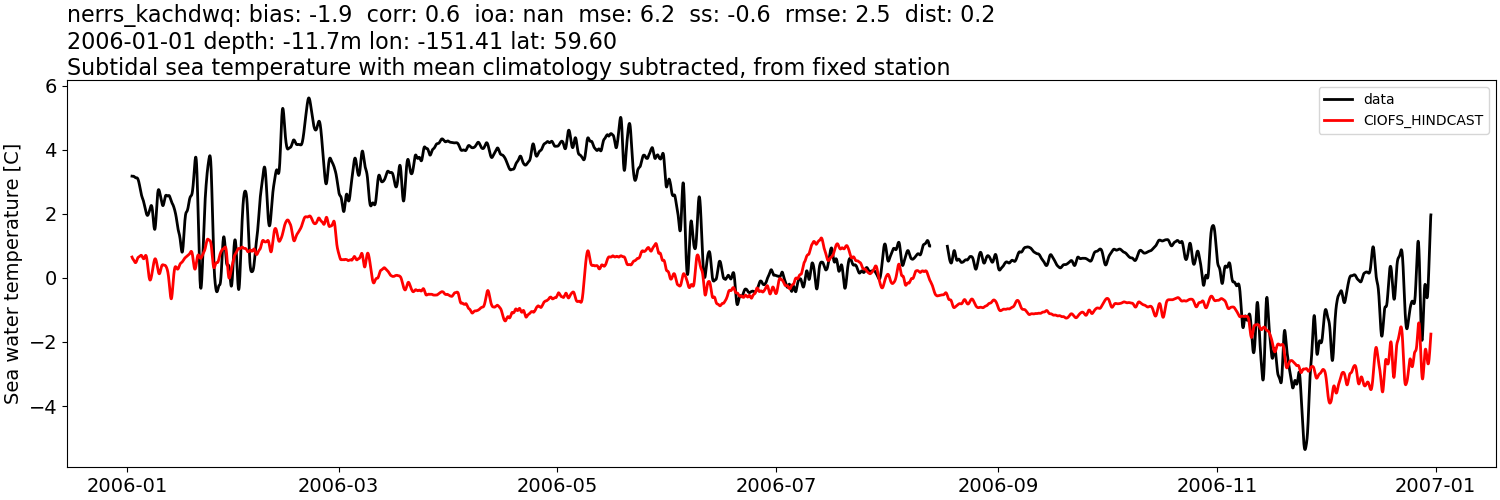 nerrs_kachdwq: bias: -1.9  corr: 0.6  ioa: nan  mse: 6.2  ss: -0.6  rmse: 2.5  dist: 0.2
2006-01-01 depth: -11.7m lon: -151.41 lat: 59.60
Subtidal sea temperature with mean climatology subtracted, from fixed station
Sea water temperature [C]
6
4
2
0
−2
−4
data
CIOFS_HINDCAST
2006-01
2006-03
2006-05
2006-07
2006-09
2006-11
2007-01